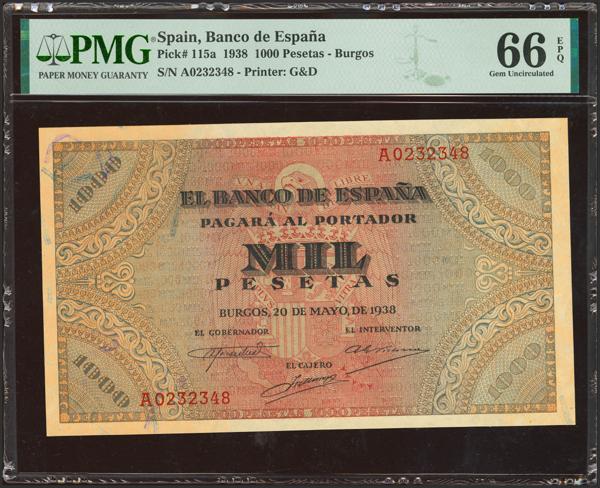 PMG
PAPER MONEY GUARANTY
Spain, Banco de España
Pick# 115a 1938 1000 Pesetas - Burgos
S/N A0232348 - Printer: G&D
66 EPQ
Gem Uncirculated
A0232348
1000
EL BANCO DE ESPAÑA
PAGARÁ AL PORTADOR
MIL
PESETAS
BURGOS, 20 DE MAYO, DE 1938
EL GOBERNADOR
EL INTERVENTOR
EL CAJERO
A0232348
1000